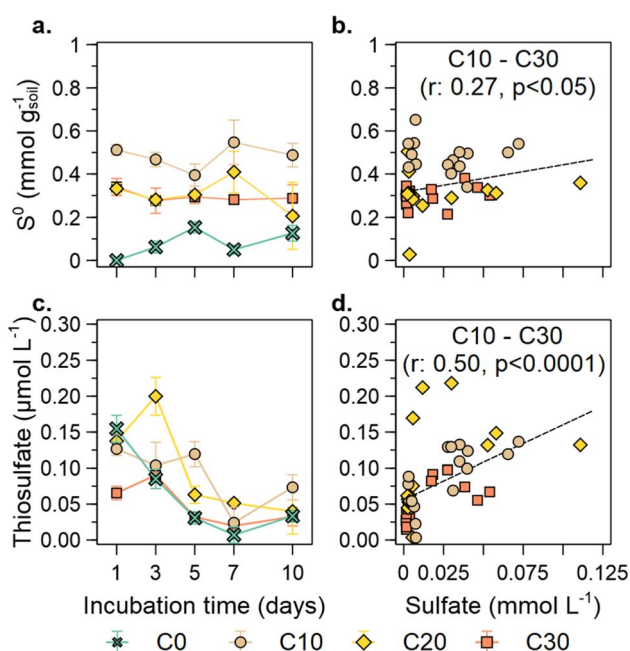 a.
S⁰ (mmol g⁻¹soil)
1
0.8
0.6
0.4
0.2
0
b.
C10 - C30
(r: 0.27, p<0.05)
1
0.8
0.6
0.4
0.2
0
c.
Thiosulfate (µmol L⁻¹)
0.30
0.25
0.20
0.15
0.10
0.05
0.00
1 3 5 7 10
Incubation time (days)
d.
C10 - C30
(r: 0.50, p<0.0001)
0.30
0.25
0.20
0.15
0.10
0.05
0.00
0 0.025 0.075 0.125
Sulfate (mmol L⁻¹)
C0 C10 C20 C30